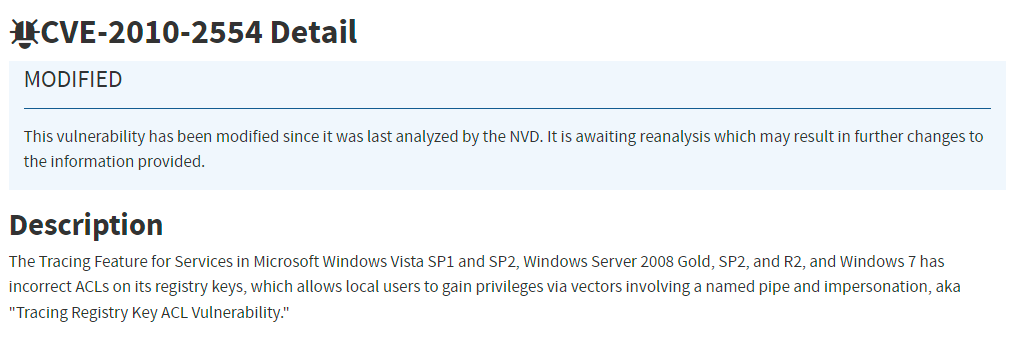 CVE-2010-2554 Detail
MODIFIED
This vulnerability has been modified since it was last analyzed by the NVD. It is awaiting reanalysis which may result in further changes to
the information provided.
Description
The Tracing Feature for Services in Microsoft Windows Vista SP1 and SP2, Windows Server 2008 Gold, SP2, and R2, and Windows 7 has
incorrect ACLs on its registry keys, which allows local users to gain privileges via vectors involving a named pipe and impersonation, aka
"Tracing Registry Key ACL Vulnerability."